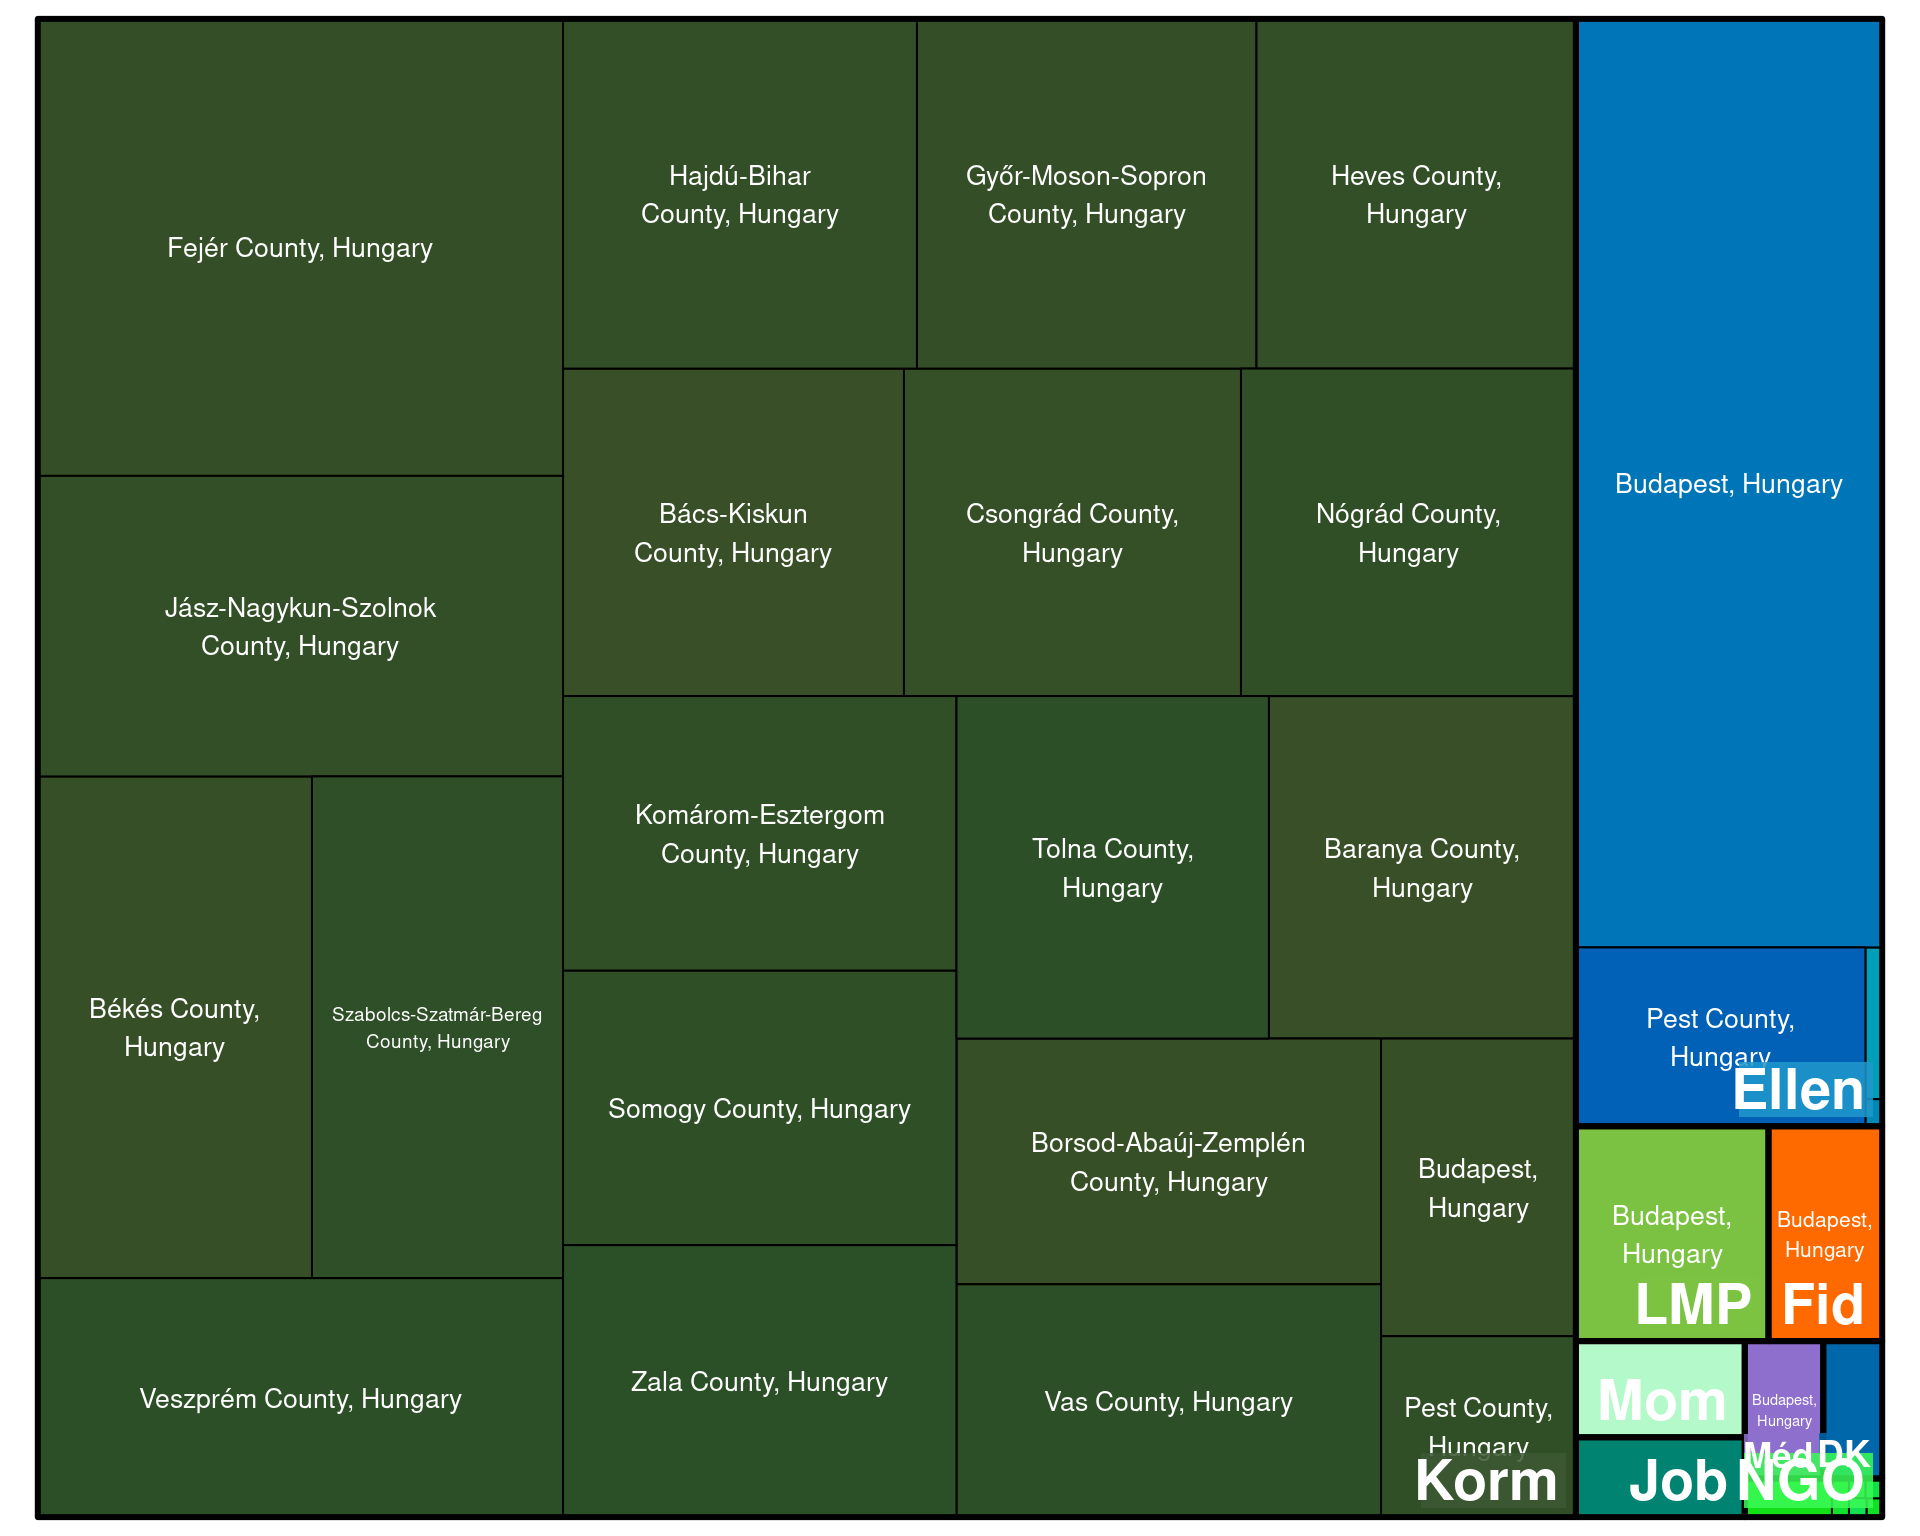 Fejér County, Hungary
Hajdú-Bihar
County, Hungary
Győr-Moson-Sopron
County, Hungary
Heves County,
Hungary
Budapest, Hungary
Jász-Nagykun-Szolnok
County, Hungary
Bács-Kiskun
County, Hungary
Csongrád County,
Hungary
Nógrád County,
Hungary
Békés County,
Hungary
Szabolcs-Szatmár-Bereg
County, Hungary
Komárom-Esztergom
County, Hungary
Tolna County,
Hungary
Baranya County,
Hungary
Somogy County, Hungary
Borsod-Abaúj-Zemplén
County, Hungary
Budapest,
Hungary
Veszprém County, Hungary
Zala County, Hungary
Vas County, Hungary
Pest County,
Hungary
Korm
Pest County,
Hungary
Ellen
Budapest,
Hungary
LMP
Budapest,
Hungary
Fid
Mom
Budapest,
Hungary
Méd
DK
Job
NGO